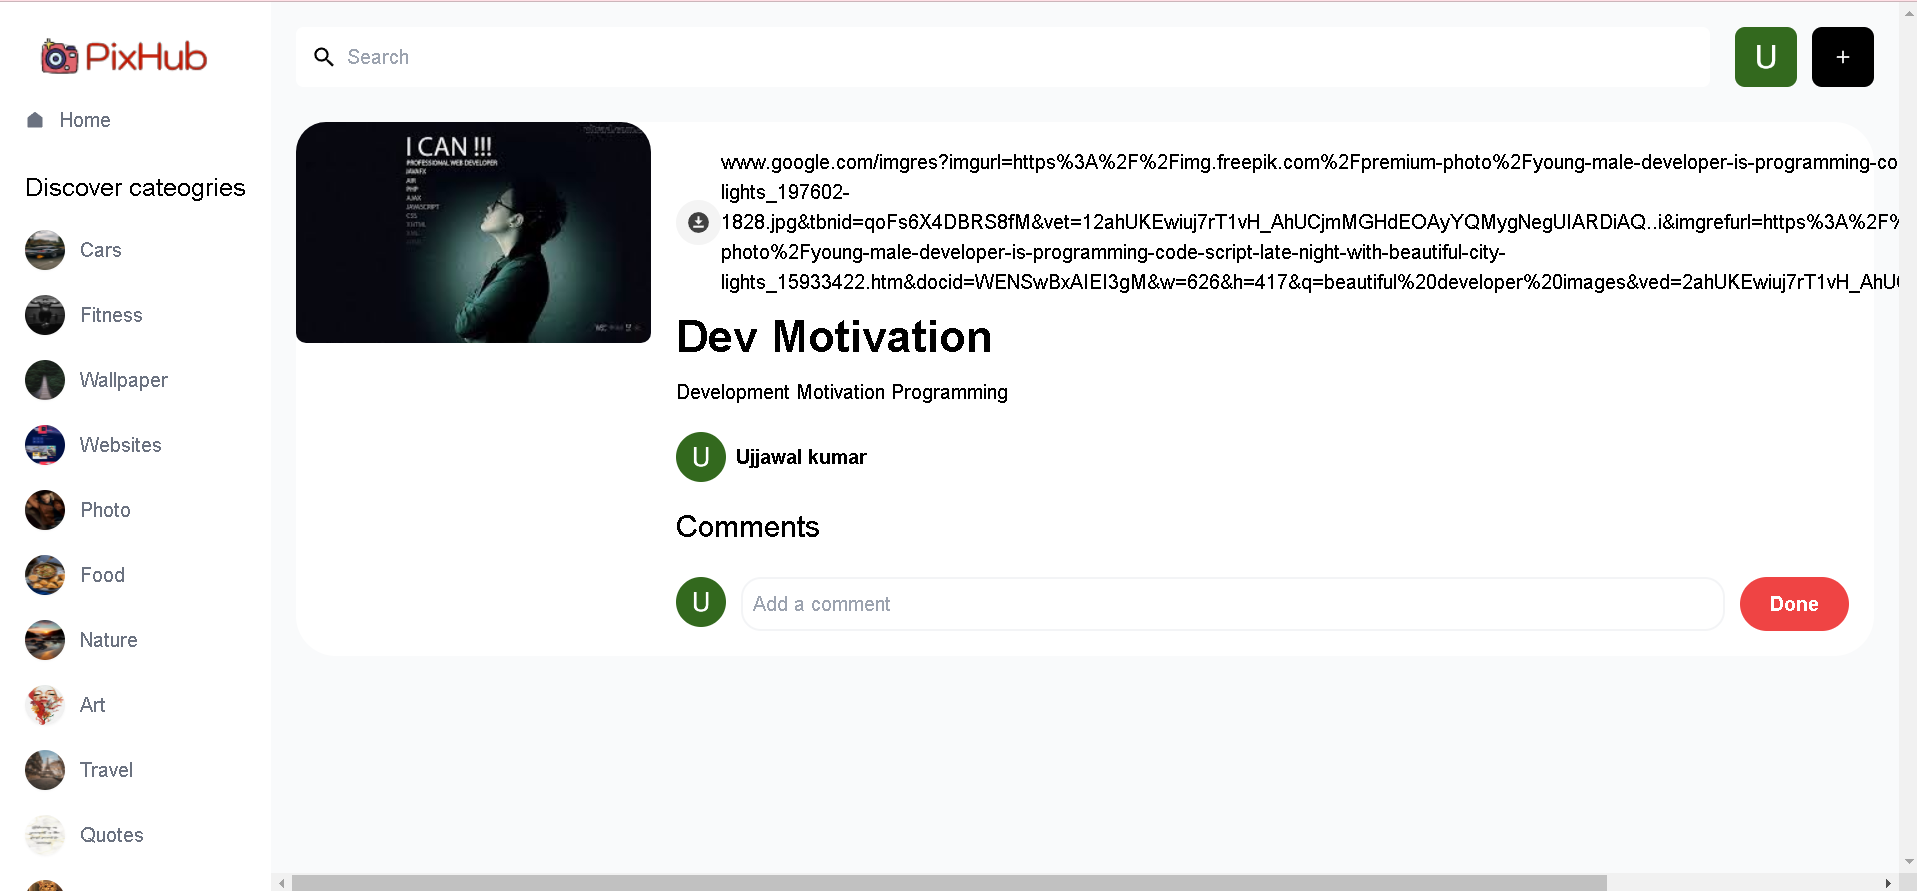 PixHub
Search
U
+
Home
Discover cateogries
Cars
Fitness
Wallpaper
Websites
Photo
Food
Nature
Art
Travel
Quotes
I CAN !!!
PROFESSIONAL WEB DEVELOPER
JAVAFX
AIR
PHP
AJAX
JAVASCRIPT
CSS
XHTML
XML
www.google.com/imgres?imgurl=https%3A%2F%2Fimg.freepik.com%2Fpremium-photo%2Fyoung-male-developer-is-programming-co
lights_197602-
1828.jpg&tbnid=qoFs6X4DBRS8fM&vet=12ahUKEwiuj7rT1vH_AhUCjmMGHdEOAyYQMygNegUIARDiAQ..i&imgrefurl=https%3A%2F%
photo%2Fyoung-male-developer-is-programming-code-script-late-night-with-beautiful-city-
lights_15933422.htm&docid=WENSwBxAIEI3gM&w=626&h=417&q=beautiful%20developer%20images&ved=2ahUKEwiuj7rT1vH_AhU
Dev Motivation
Development Motivation Programming
U
Ujjawal kumar
Comments
U
Add a comment
Done